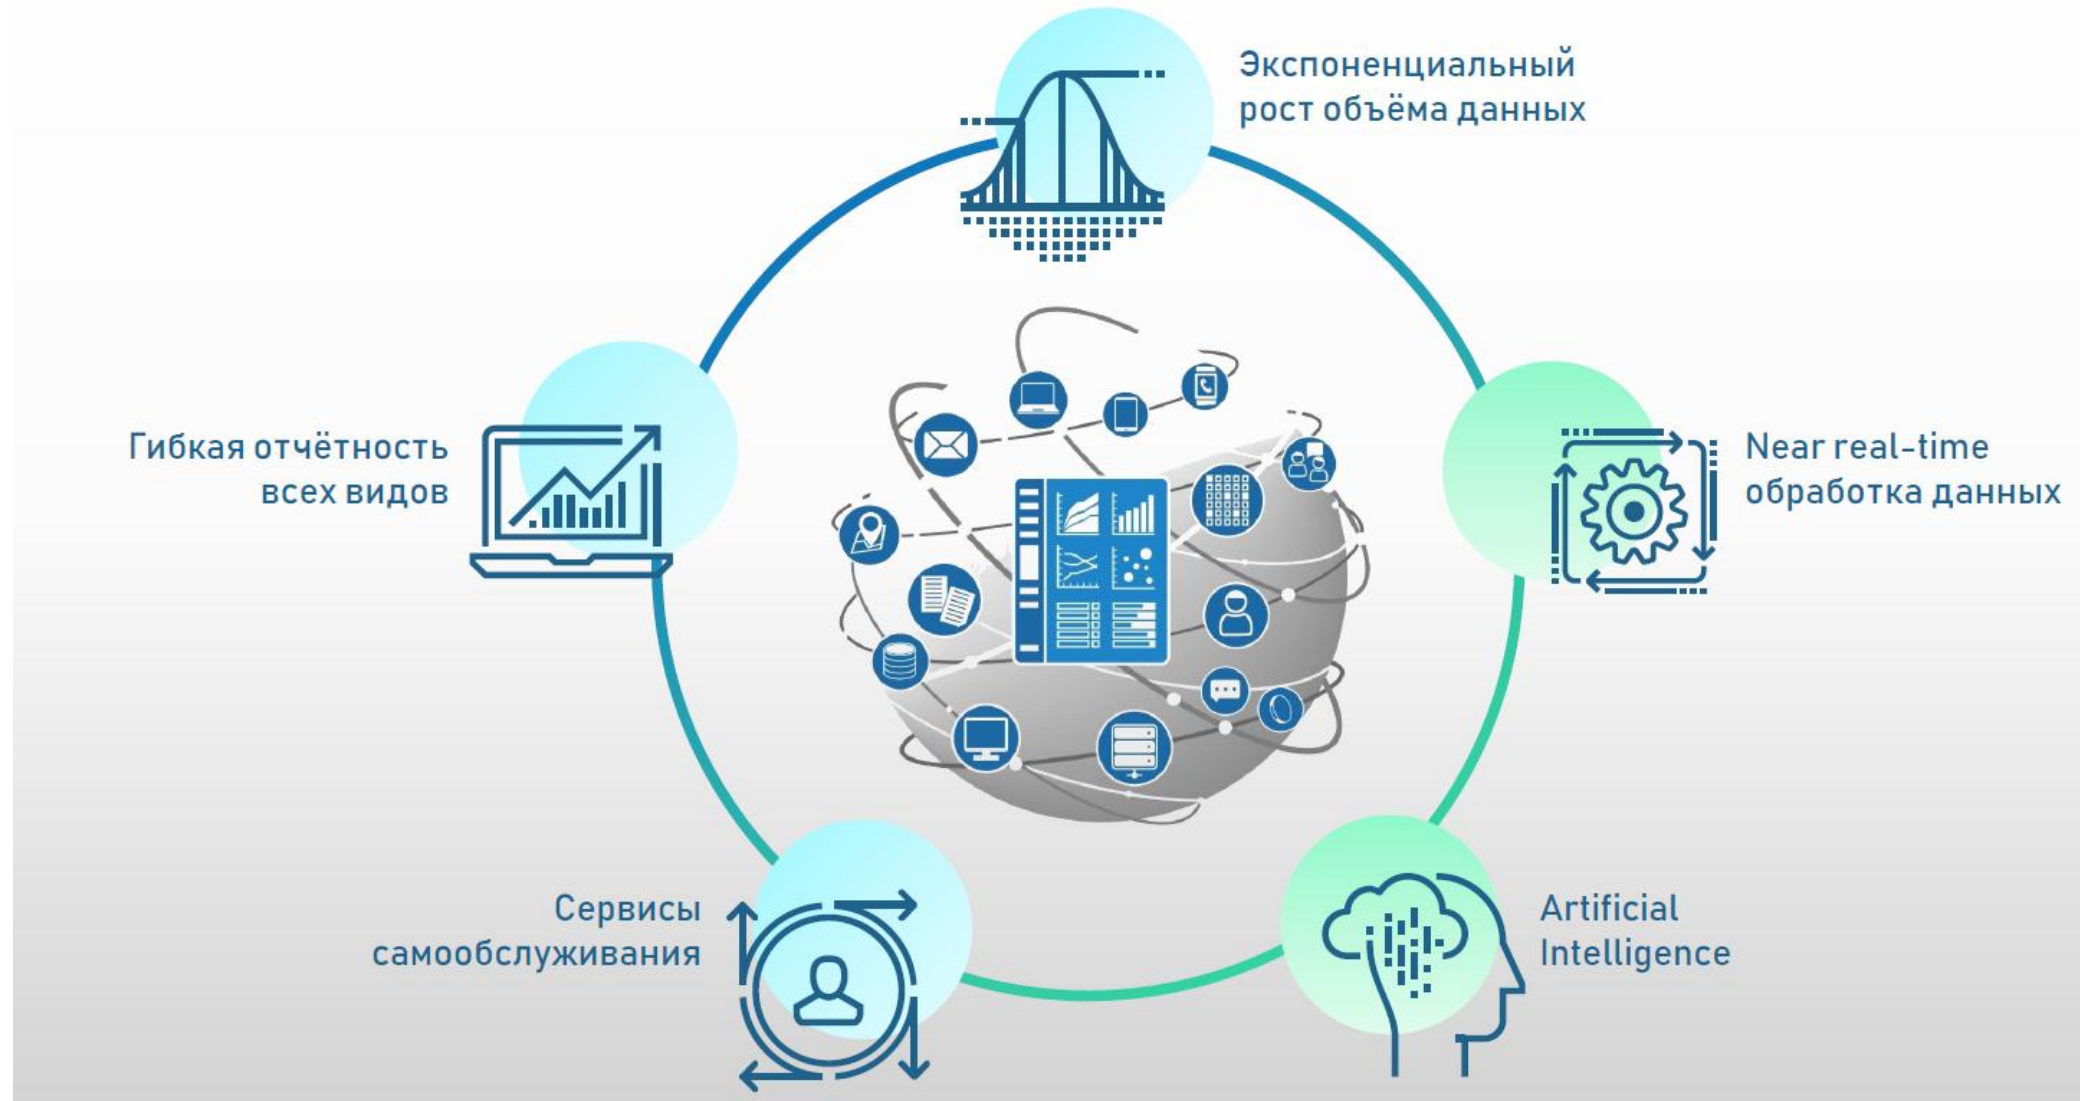 Экспоненциальный
рост объёма данных
Гибкая отчётность
всех видов
Near real-time
обработка данных
Сервисы
самообслуживания
Artificial
Intelligence